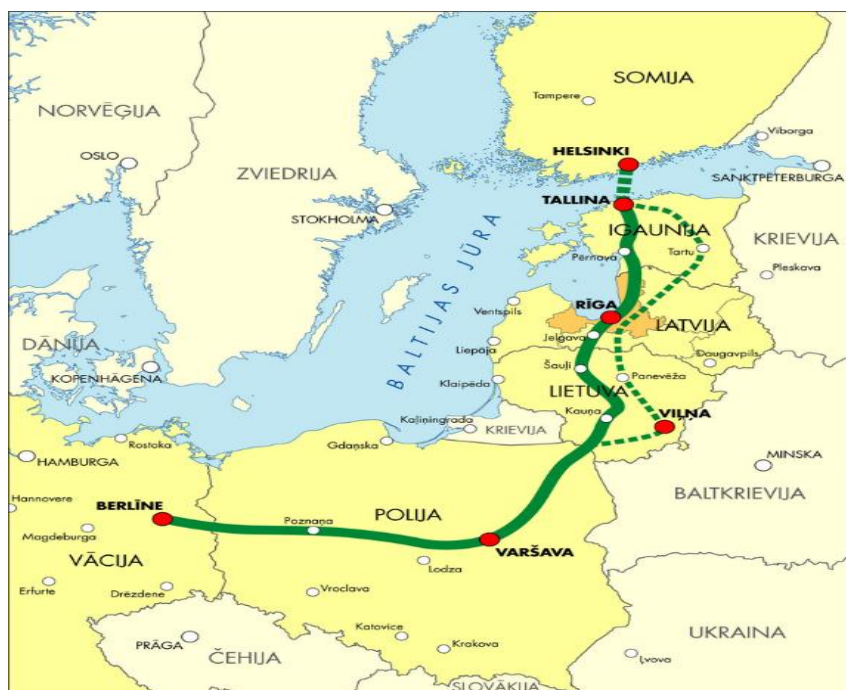 SOMIJA
Tampere
NORVĒĢIJA
Viborga
HELSINKI
OSLO
ZVIEDRIJA
SANKTPĒTERBURGA
TALLINA
STOKHOLMA
IGAUNIJA
KRIEVIJA
Pērnava
Tartu
Pleskava
BALTIJAS JŪRA
Ventspils
RĪGA
LATVIJA
DĀNIJA
Jelgava
Liepāja
KOPENHĀGENA
Šauļi
Daugavpils
Klaipēda
Panevēža
LIETUVA
Kauņa
Kaļiņingrada
VIĻŅA
KRIEVIJA
Rostoka
Gdaņska
HAMBURGA
MINSKA
Hannovere
BERLĪNE
BALTKRIEVIJA
POLIJA
Poznaņa
Magdeburga
VARŠAVA
VĀCIJA
Lodza
Erfurte
Drēzdene
Vroclava
PRĀGA
Katovice
UKRAINA
Krakova
ČEHIJA
Ļvova
SLOVĀKIJA